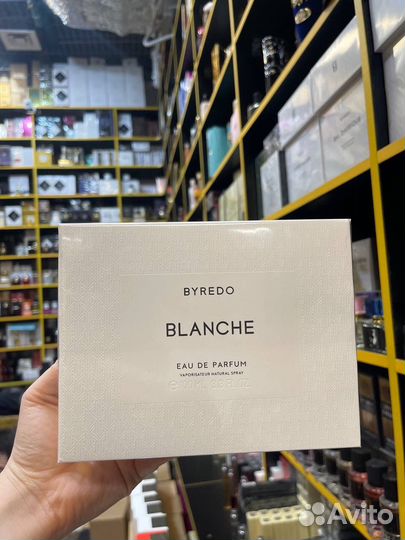 BYREDO
BLANCHE
EAU DE PARFUM
VAPORISATEUR NATURAL SPRAY
Avito